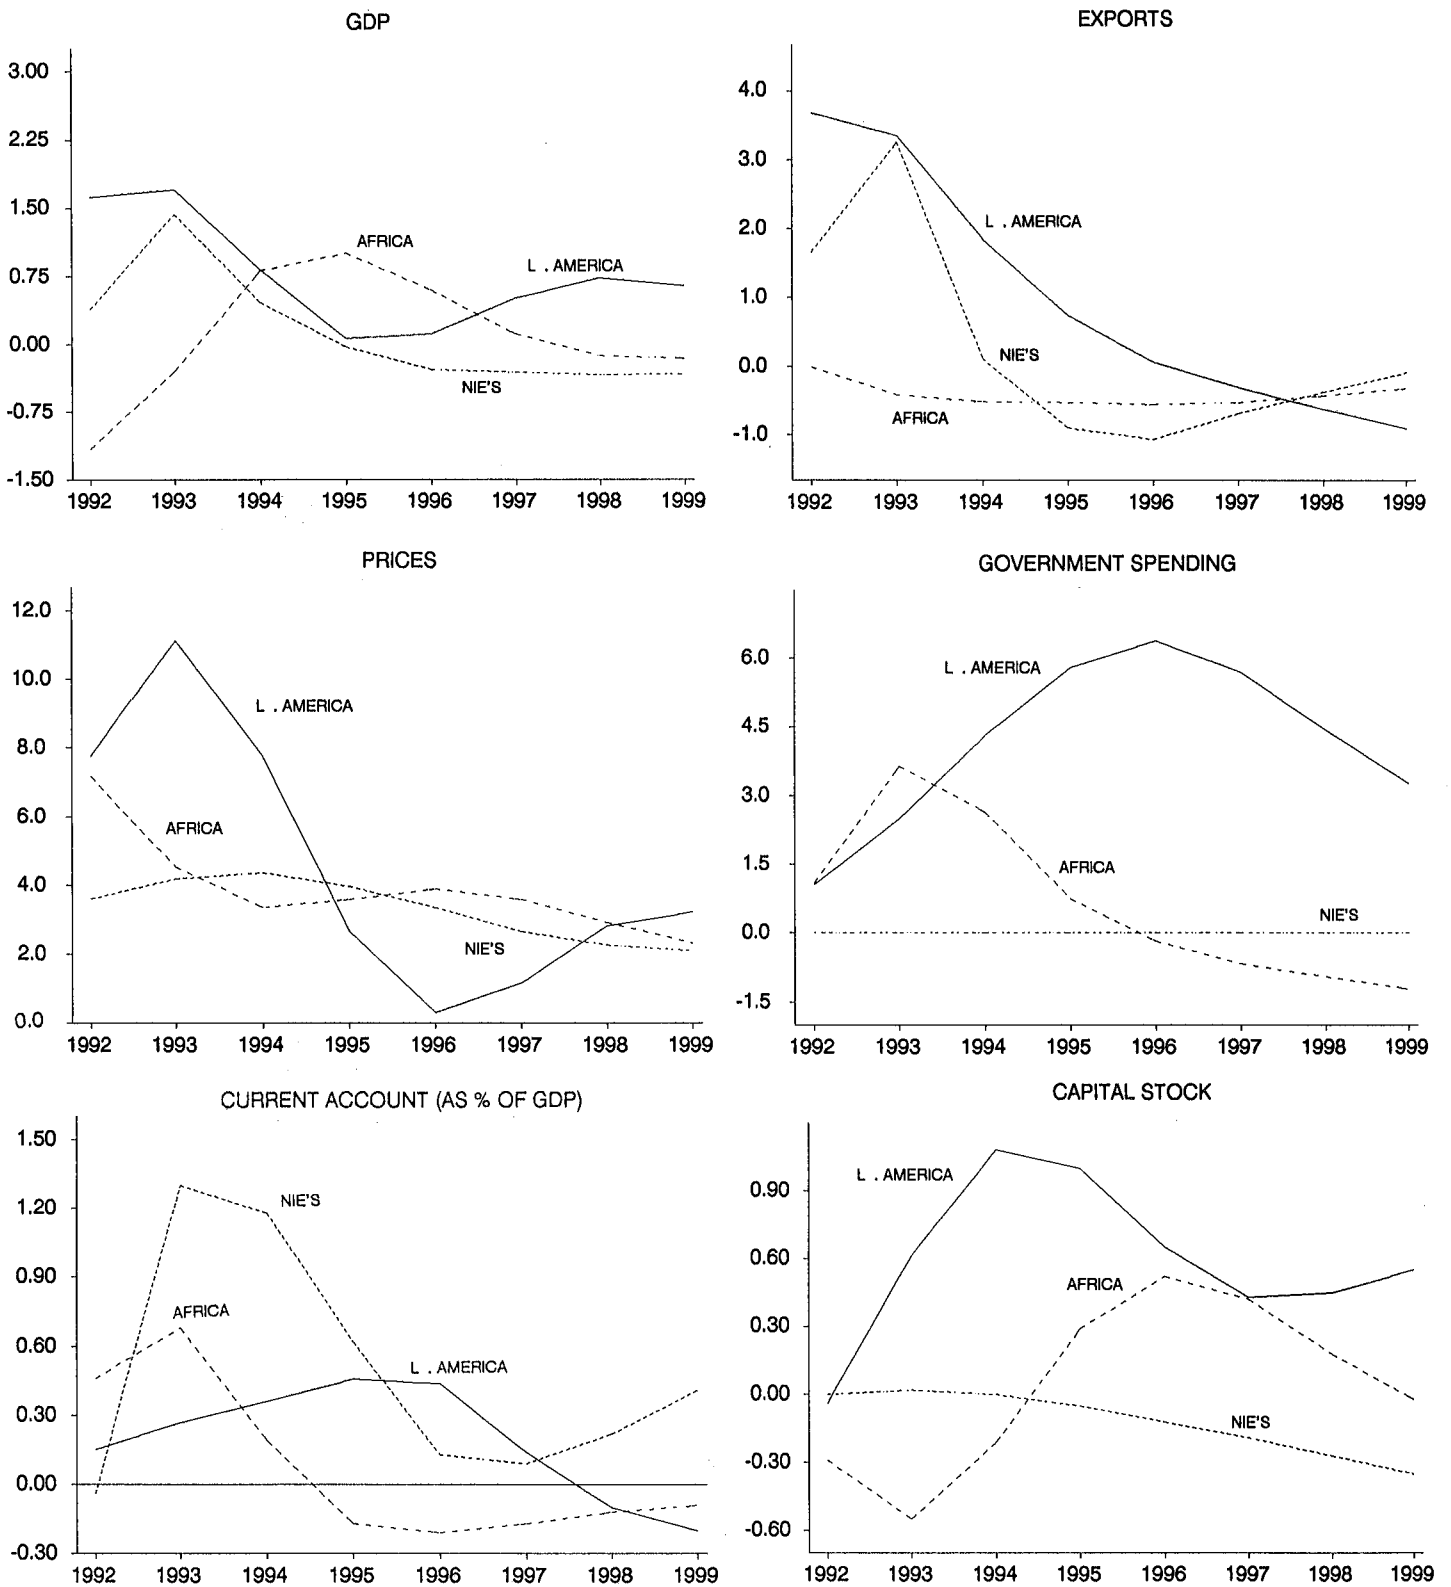 GDP
3.00
2.25
1.50
0.75
0.00
-0.75
-1.50
AFRICA
L . AMERICA
NIE'S
1992 1993 1994 1995 1996 1997 1998 1999
EXPORTS
4.0
3.0
2.0
1.0
0.0
-1.0
L . AMERICA
NIE'S
AFRICA
1992 1993 1994 1995 1996 1997 1998 1999
PRICES
12.0
10.0
8.0
6.0
4.0
2.0
0.0
L . AMERICA
AFRICA
NIE'S
1992 1993 1994 1995 1996 1997 1998 1999
GOVERNMENT SPENDING
6.0
4.5
3.0
1.5
0.0
-1.5
L . AMERICA
AFRICA
NIE'S
1992 1993 1994 1995 1996 1997 1998 1999
CURRENT ACCOUNT (AS % OF GDP)
1.50
1.20
0.90
0.60
0.30
0.00
-0.30
NIE'S
AFRICA
L . AMERICA
1992 1993 1994 1995 1996 1997 1998 1999
CAPITAL STOCK
0.90
0.60
0.30
0.00
-0.30
-0.60
L . AMERICA
AFRICA
NIE'S
1992 1993 1994 1995 1996 1997 1998 1999